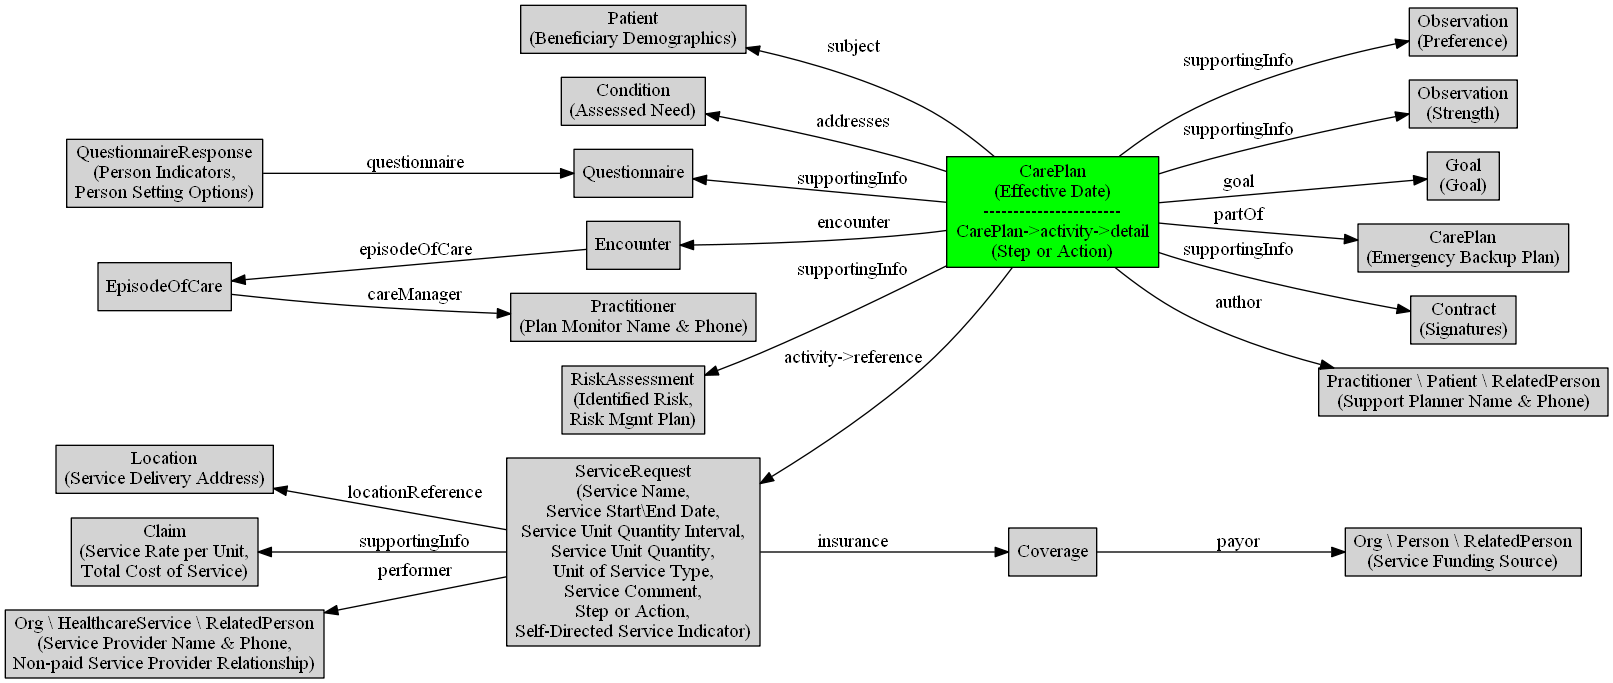 Patient
(Beneficiary Demographics)
subject
Observation
(Preference)
supportingInfo
Condition
(Assessed Need)
addresses
Observation
(Strength)
supportingInfo
QuestionnaireResponse
(Person Indicators,
Person Setting Options)
questionnaire
Questionnaire
supportingInfo
CarePlan
(Effective Date)
-----------------------
CarePlan->activity->detail
(Step or Action)
goal
Goal
(Goal)
partOf
CarePlan
(Emergency Backup Plan)
Encounter
encounter
episodeOfCare
EpisodeOfCare
careManager
Practitioner
(Plan Monitor Name & Phone)
supportingInfo
supportingInfo
Contract
(Signatures)
author
Practitioner \ Patient \ RelatedPerson
(Support Planner Name & Phone)
RiskAssessment
(Identified Risk,
Risk Mgmt Plan)
activity->reference
Location
(Service Delivery Address)
locationReference
ServiceRequest
(Service Name,
Service Start\End Date,
Service Unit Quantity Interval,
Service Unit Quantity,
Unit of Service Type,
Service Comment,
Step or Action,
Self-Directed Service Indicator)
Claim
(Service Rate per Unit,
Total Cost of Service)
supportingInfo
performer
Org \ HealthcareService \ RelatedPerson
(Service Provider Name & Phone,
Non-paid Service Provider Relationship)
insurance
Coverage
payor
Org \ Person \ RelatedPerson
(Service Funding Source)